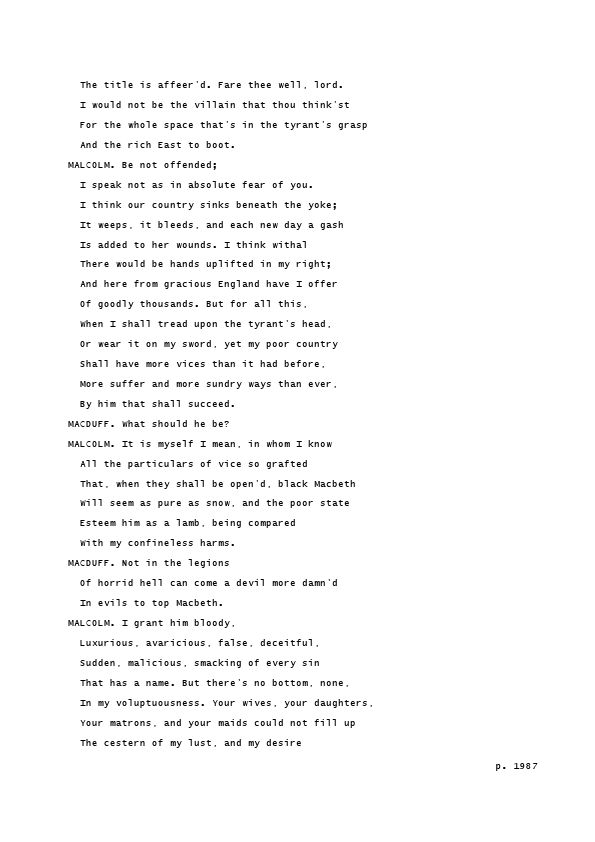 The title is affeer'd. Fare thee well, lord.
I would not be the villain that thou think'st
For the whole space that's in the tyrant's grasp
And the rich East to boot.
MALCOLM. Be not offended;
I speak not as in absolute fear of you.
I think our country sinks beneath the yoke;
It weeps, it bleeds, and each new day a gash
Is added to her wounds. I think withal
There would be hands uplifted in my right;
And here from gracious England have I offer
Of goodly thousands. But for all this,
When I shall tread upon the tyrant's head,
Or wear it on my sword, yet my poor country
Shall have more vices than it had before,
More suffer and more sundry ways than ever,
By him that shall succeed.
MACDUFF. What should he be?
MALCOLM. It is myself I mean, in whom I know
All the particulars of vice so grafted
That, when they shall be open'd, black Macbeth
Will seem as pure as snow, and the poor state
Esteem him as a lamb, being compared
With my confineless harms.
MACDUFF. Not in the legions
Of horrid hell can come a devil more damn'd
In evils to top Macbeth.
MALCOLM. I grant him bloody,
Luxurious, avaricious, false, deceitful,
Sudden, malicious, smacking of every sin
That has a name. But there's no bottom, none,
In my voluptuousness. Your wives, your daughters,
Your matrons, and your maids could not fill up
The cestern of my lust, and my desire
p. 1987